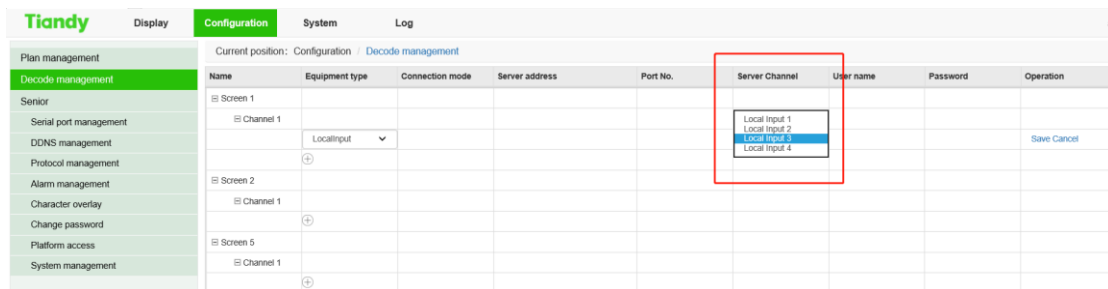 Tiandy Display Configuration System Log
Current position: Configuration / Decode management
Plan management
Decode management
Senior
Serial port management
DDNS management
Protocol management
Alarm management
Character overlay
Change password
Platform access
System management
Name Equipment type Connection mode Server address Port No. Server Channel User name Password Operation
Screen 1
Channel 1
LocalInput
Local Input 1
Local Input 2
Local Input 3
Local Input 4
Save Cancel
Screen 2
Channel 1
Screen 5
Channel 1